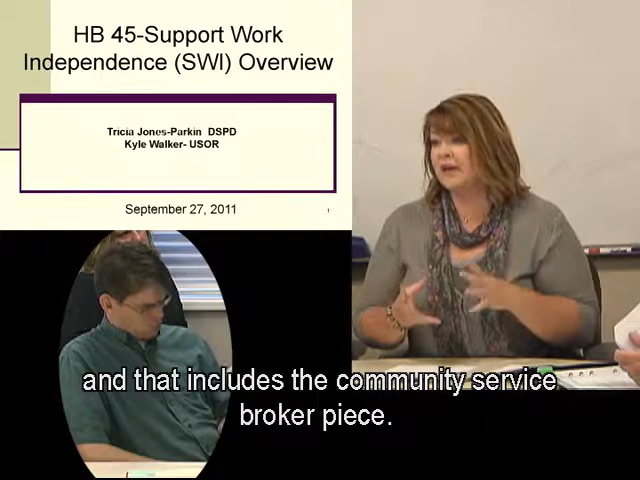 HB 45-Support Work
Independence (SWI) Overview
Tricia Jones-Parkin DSPD
Kyle Walker- USOR
September 27, 2011
1
and that includes the community service
broker piece.